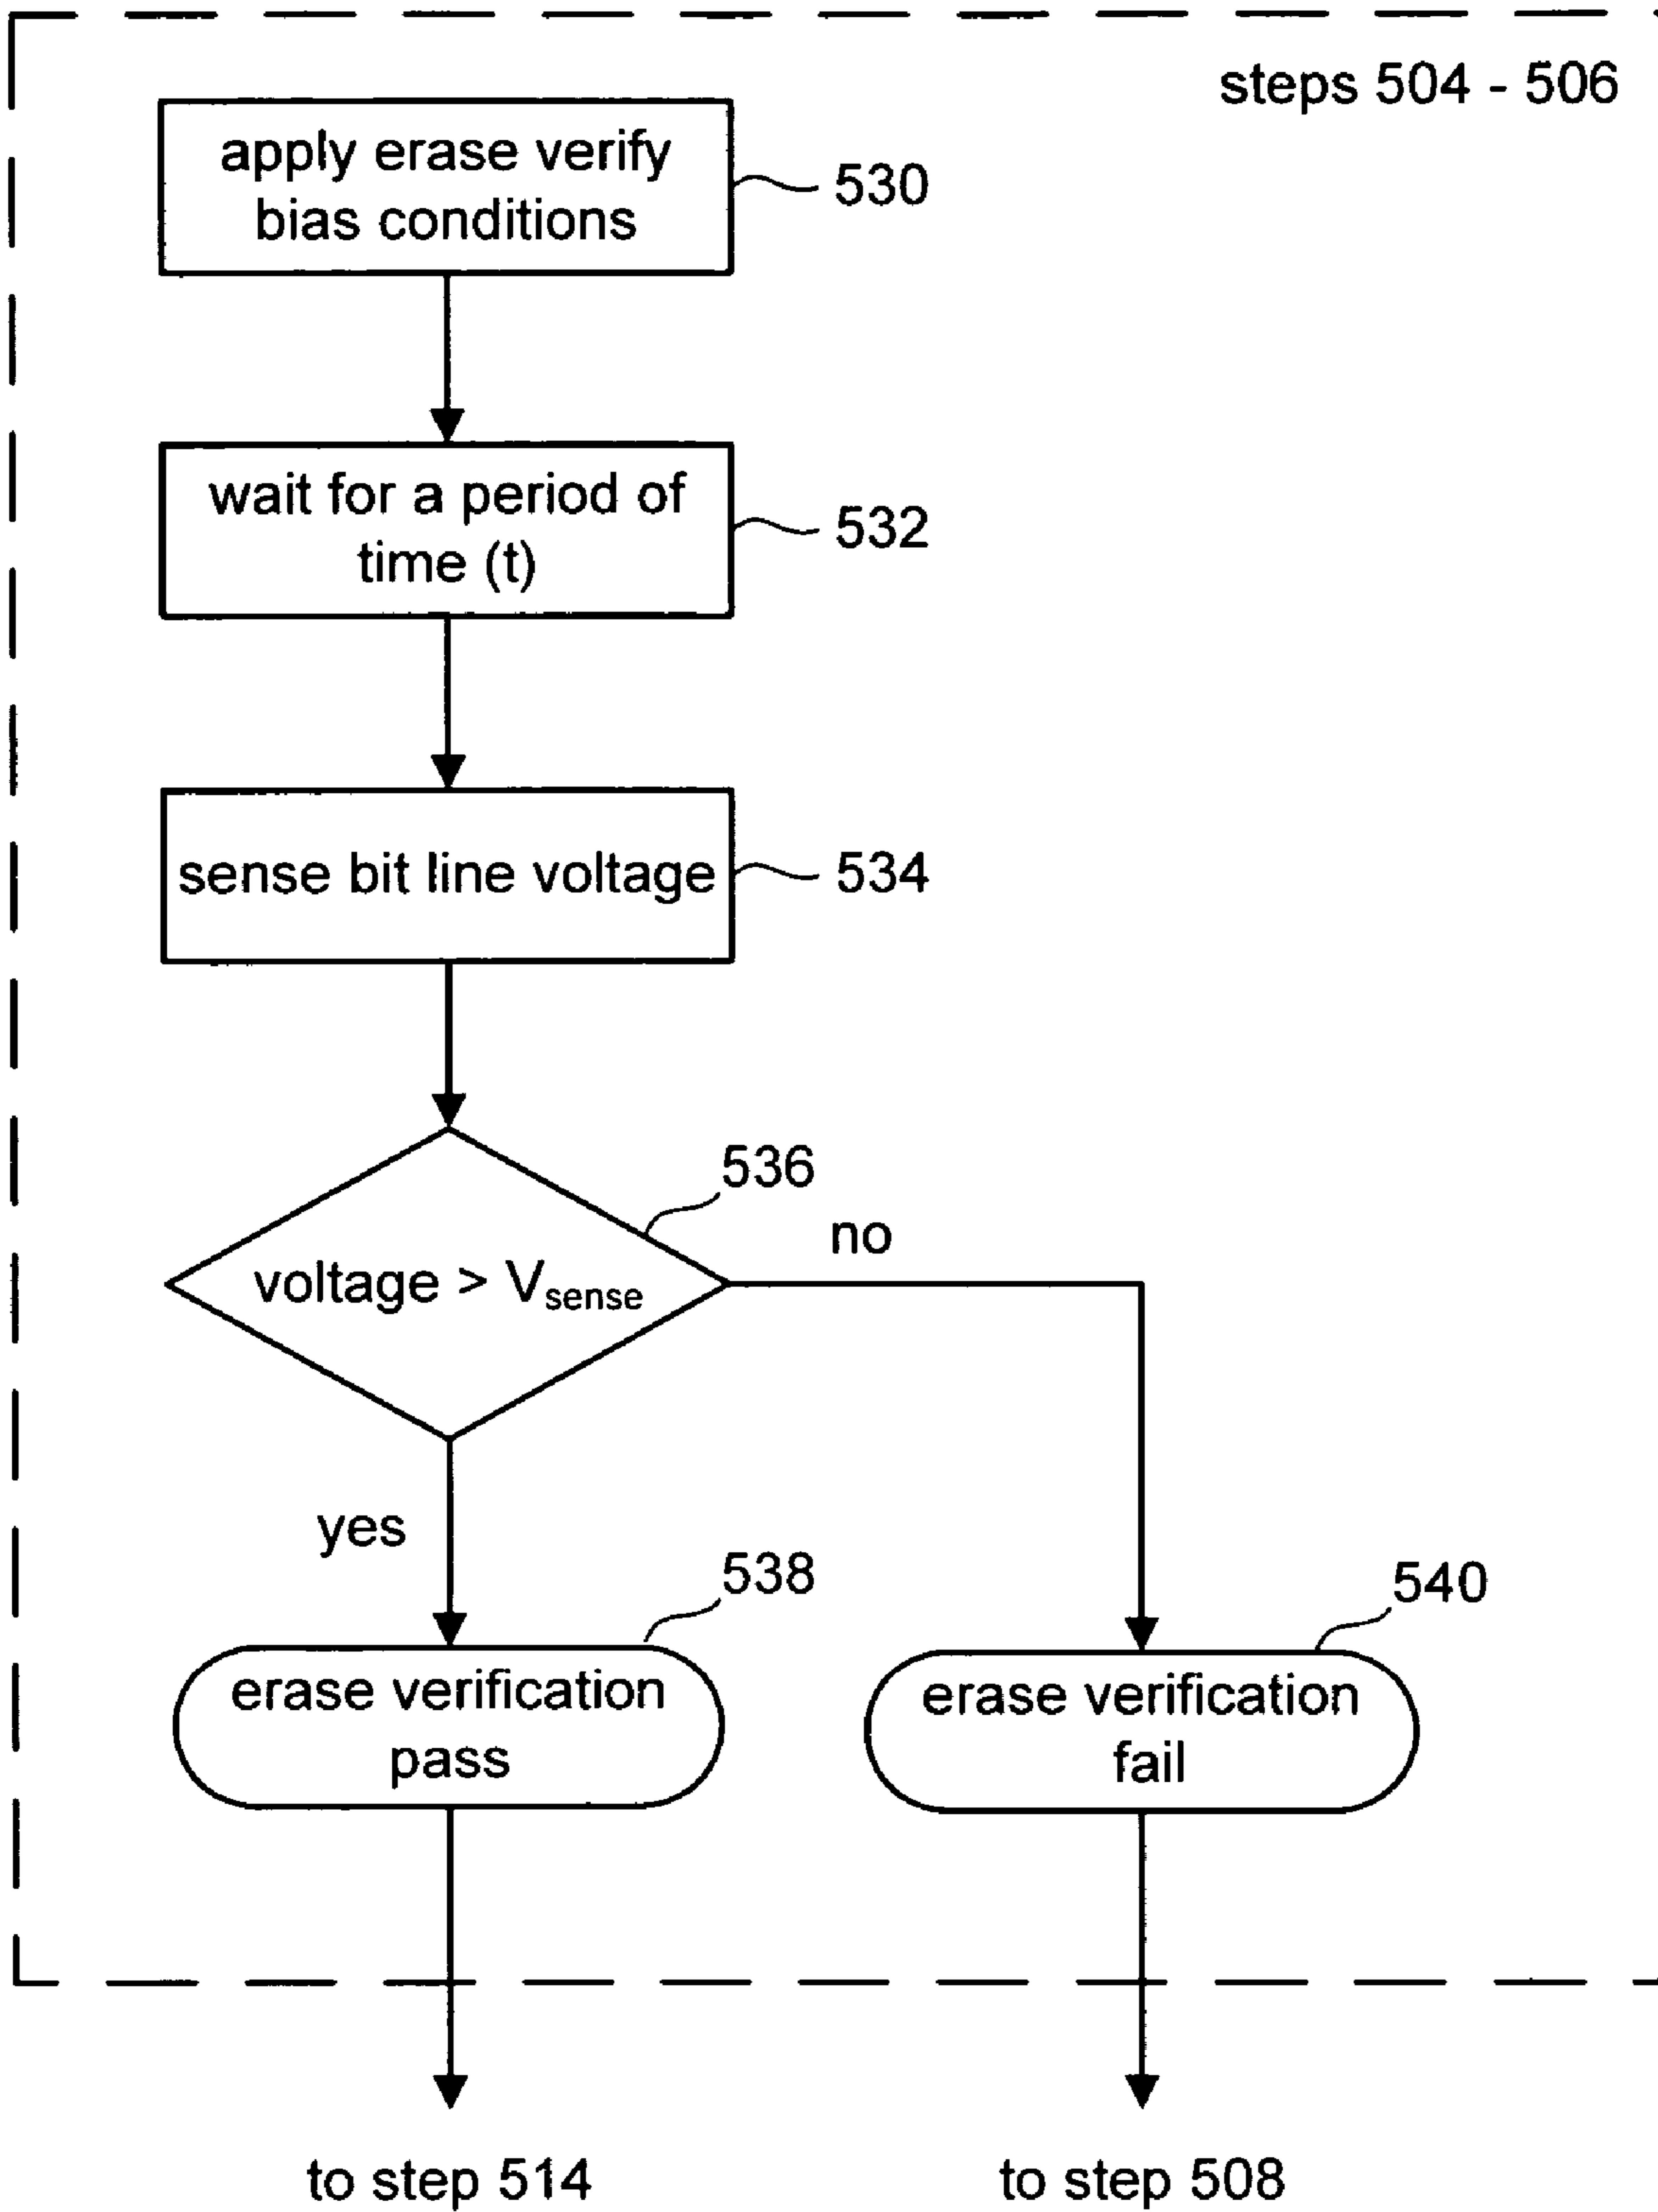 steps 504 - 506
apply erase verify
bias conditions
530
wait for a period of
time (t)
532
sense bit line voltage
534
536
no
voltage > Vsense
yes
538
540
erase verification
pass
erase verification
fail
to step 514
to step 508